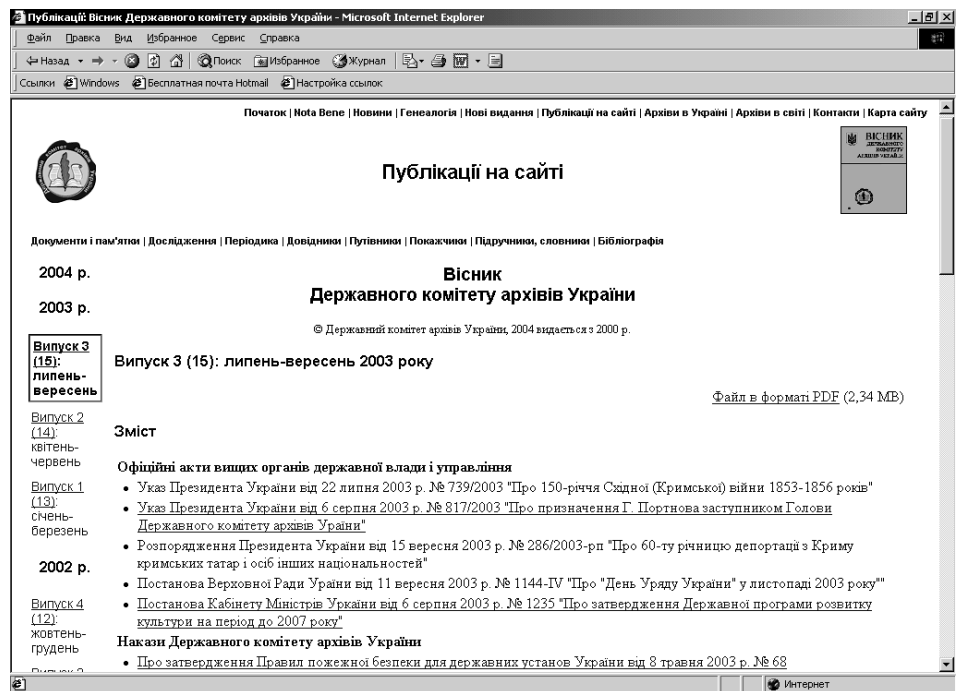 Публікації: Вісник Державного комітету архівів України - Microsoft Internet Explorer
Файл Правка Вид Избранное Сервис Справка
Назад Поиск Избранное Журнал
Ссылки Windows Бесплатная почта Hotmail Настройка ссылок
Початок | Nota Bene | Новини | Генеалогія | Нові видання | Публікації на сайті | Архіви в Україні | Архіви в світі | Контакти | Карта сайту
ВІСНИК
ДЕРЖАВНОГО
КОМІТЕТУ
АРХІВІВ УКРАЇНИ
Публікації на сайті
Документи і пам'ятки | Дослідження | Періодика | Довідники | Путівники | Покажчики | Підручники, словники | Бібліографія
2004 р.
2003 р.
Випуск 3
(15):
липень-
вересень
Випуск 2
(14):
квітень-
червень
Випуск 1
(13):
січень-
березень
2002 р.
Випуск 4
(12):
жовтень-
грудень
Вісник
Державного комітету архівів України
© Державний комітет архівів України, 2004 видається з 2000 р.
Випуск 3 (15): липень-вересень 2003 року
Файл в форматі PDF (2,34 MB)
Зміст
Офіційні акти вищих органів державної влади і управління
• Указ Президента України від 22 липня 2003 р. № 739/2003 "Про 150-річчя Східної (Кримської) війни 1853-1856 років"
• Указ Президента України від 6 серпня 2003 р. № 817/2003 "Про призначення Г. Портнова заступником Голови
Державного комітету архівів Ураїни"
• Розпорядження Президента України від 15 вересня 2003 р. № 286/2003-рп "Про 60-ту річницю депортації з Криму
кримських татар і осіб інших національностей"
• Постанова Верховної Ради Ураїни від 11 вересня 2003 р. № 1144-IV "Про "День Уряду України" у листопаді 2003 року""
• Постанова Кабінету Міністрів Уркаїни від 6 серпня 2003 р. № 1235 "Про затвердження Державної програми розвитку
культури на період до 2007 року"
Накази Державного комітету архівів України
• Про затвердження Правил пожежної безпеки для державних установ України від 8 травня 2003 р. № 68
Интернет